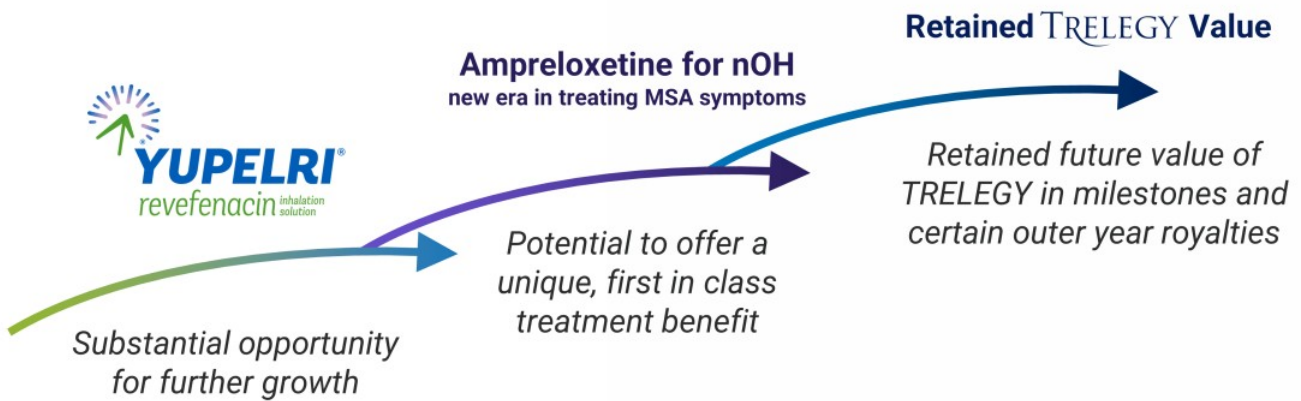 YUPELRI®
revefenacin inhalation
solution
Substantial opportunity
for further growth
Ampreloxetine for nOH
new era in treating MSA symptoms
Potential to offer a
unique, first in class
treatment benefit
Retained TRELEGY Value
Retained future value of
TRELEGY in milestones and
certain outer year royalties